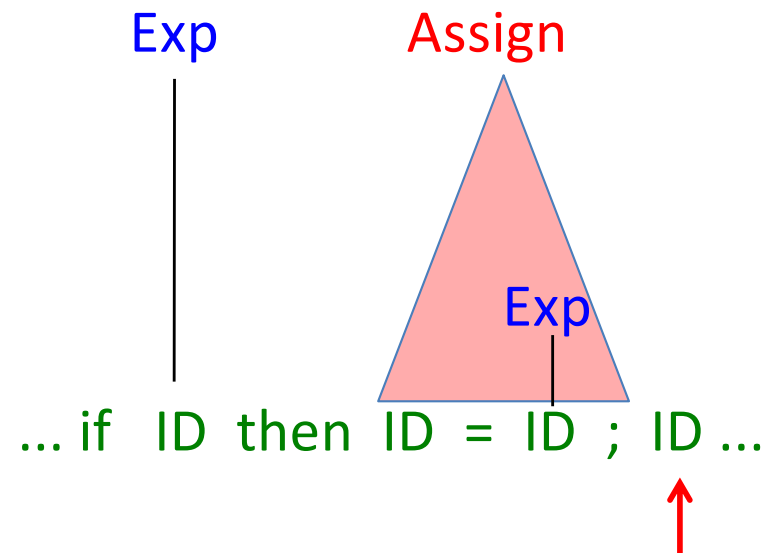 Exp Assign
Exp
... if ID then ID = ID ; ID ...